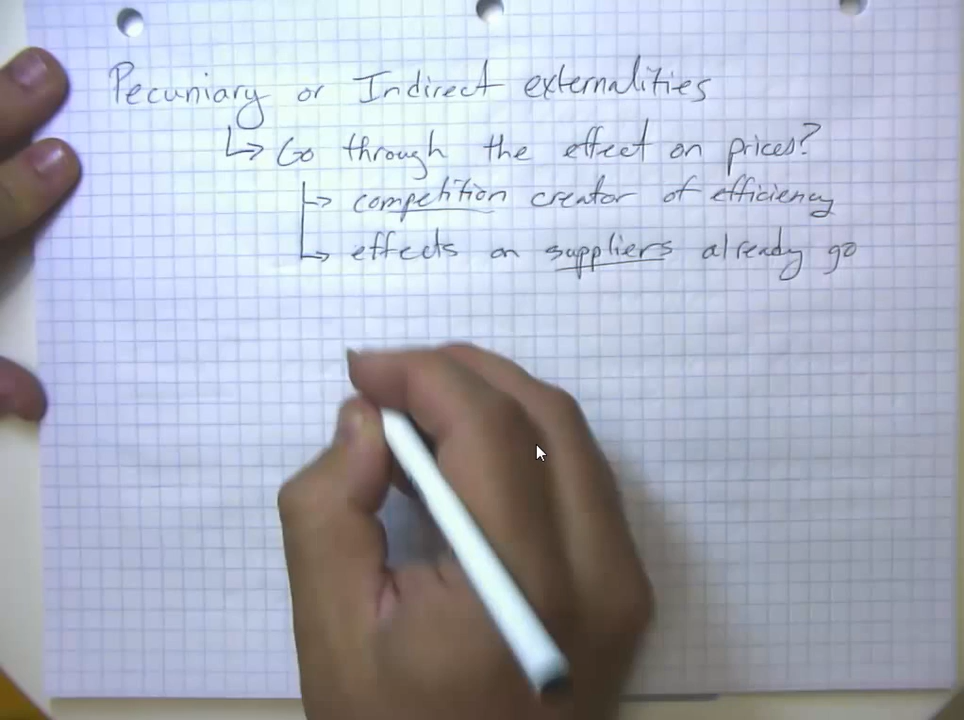 Pecuniary or Indirect externalities
↳ Go through the effect on prices?
↳ competition creator of efficiency
↳ effects on suppliers already go